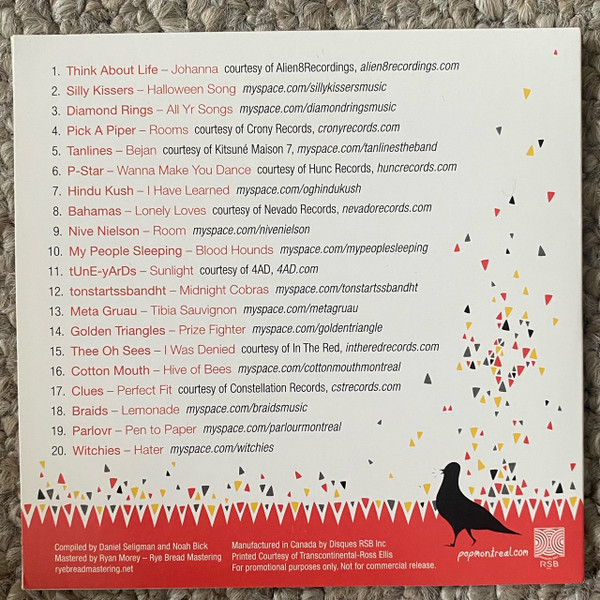 1. Think About Life – Johanna courtesy of Alien8Recordings, alien8recordings.com
2. Silly Kissers – Halloween Song myspace.com/sillykissersmusic
3. Diamond Rings – All Yr Songs myspace.com/diamondringsmusic
4. Pick A Piper – Rooms courtesy of Crony Records, cronyrecords.com
5. Tanlines – Bejan courtesy of Kitsuné Maison 7, myspace.com/tanlinestheband
6. P-Star – Wanna Make You Dance courtesy of Hunc Records, huncrecords.com
7. Hindu Kush – I Have Learned myspace.com/oghindukush
8. Bahamas – Lonely Loves courtesy of Nevado Records, nevadorecords.com
9. Nive Nielson – Room myspace.com/nivenielson
10. My People Sleeping – Blood Hounds myspace.com/mypeoplesleeping
11. tUnE-yArDs – Sunlight courtesy of 4AD, 4AD.com
12. tonstartssbandht – Midnight Cobras myspace.com/tonstartssbandht
13. Meta Gruau – Tibia Sauvignon myspace.com/metagruau
14. Golden Triangles – Prize Fighter myspace.com/goldentriangle
15. Thee Oh Sees – I Was Denied courtesy of In The Red, intheredrecords.com
16. Cotton Mouth – Hive of Bees myspace.com/cottonmouthmontreal
17. Clues – Perfect Fit courtesy of Constellation Records, cstrecords.com
18. Braids – Lemonade myspace.com/braidsmusic
19. Parlovr – Pen to Paper myspace.com/parlourmontreal
20. Witchies – Hater myspace.com/witchies
Compiled by Daniel Seligman and Noah Bick
Mastered by Ryan Morey – Rye Bread Mastering
ryebreadmastering.net
Manufactured in Canada by Disques RSB Inc
Printed Courtesy of Transcontinental-Ross Ellis
For promotional purposes only. Not for commercial release.
popmontreal.com
RSB